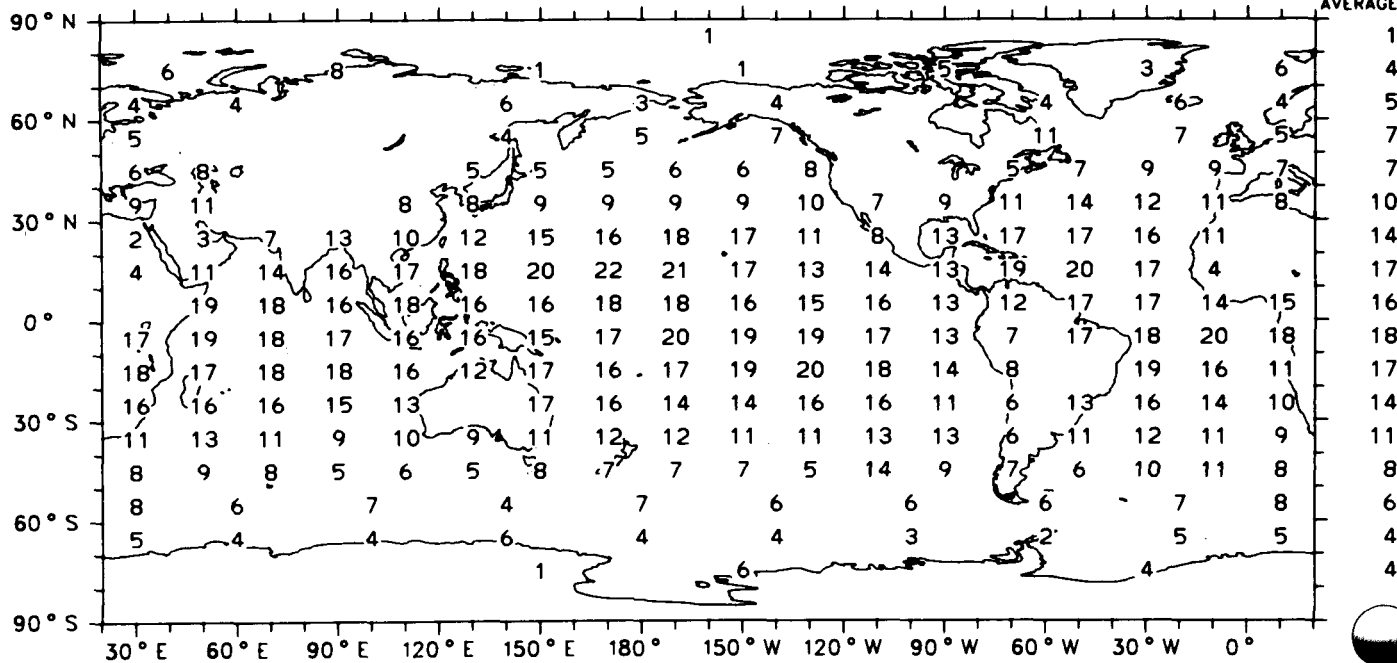 AVERAGE
90° N 1 1
6 8 1 1 5 3 6 4
4 4 6 3 4 4 6 4 5
60° N
5 4 5 7 11 7 5 7
6 8 5 5 5 6 6 8 5 7 9 9 7 7
9 11 8 8 9 9 9 9 10 7 9 11 14 12 11 8 10
30° N
2 3 7 13 10 12 15 16 18 17 11 8 13 17 17 16 11 14
4 11 14 16 17 18 20 22 21 17 13 14 13 19 20 17 4 17
19 18 16 18 16 16 18 18 16 15 16 13 12 17 17 14 15 16
0°
17 19 18 17 16 16 15 17 20 19 19 17 13 7 17 18 20 18 18
18 17 18 18 16 12 17 16 17 19 20 18 14 8 19 16 11 17
16 16 16 15 13 17 16 14 14 16 16 11 6 13 16 14 10 14
30° S
11 13 11 9 10 9 11 12 12 11 11 13 13 6 11 12 11 9 11
8 9 8 5 6 5 8 7 7 7 5 14 9 7 6 10 11 8 8
8 6 7 4 7 6 6 6 7 8 6
60° S
5 4 4 6 4 4 3 2 5 5 4
1 6 4 4
90° S
30° E 60° E 90° E 120° E 150° E 180° 150° W 120° W 90° W 60° W 30° W 0°